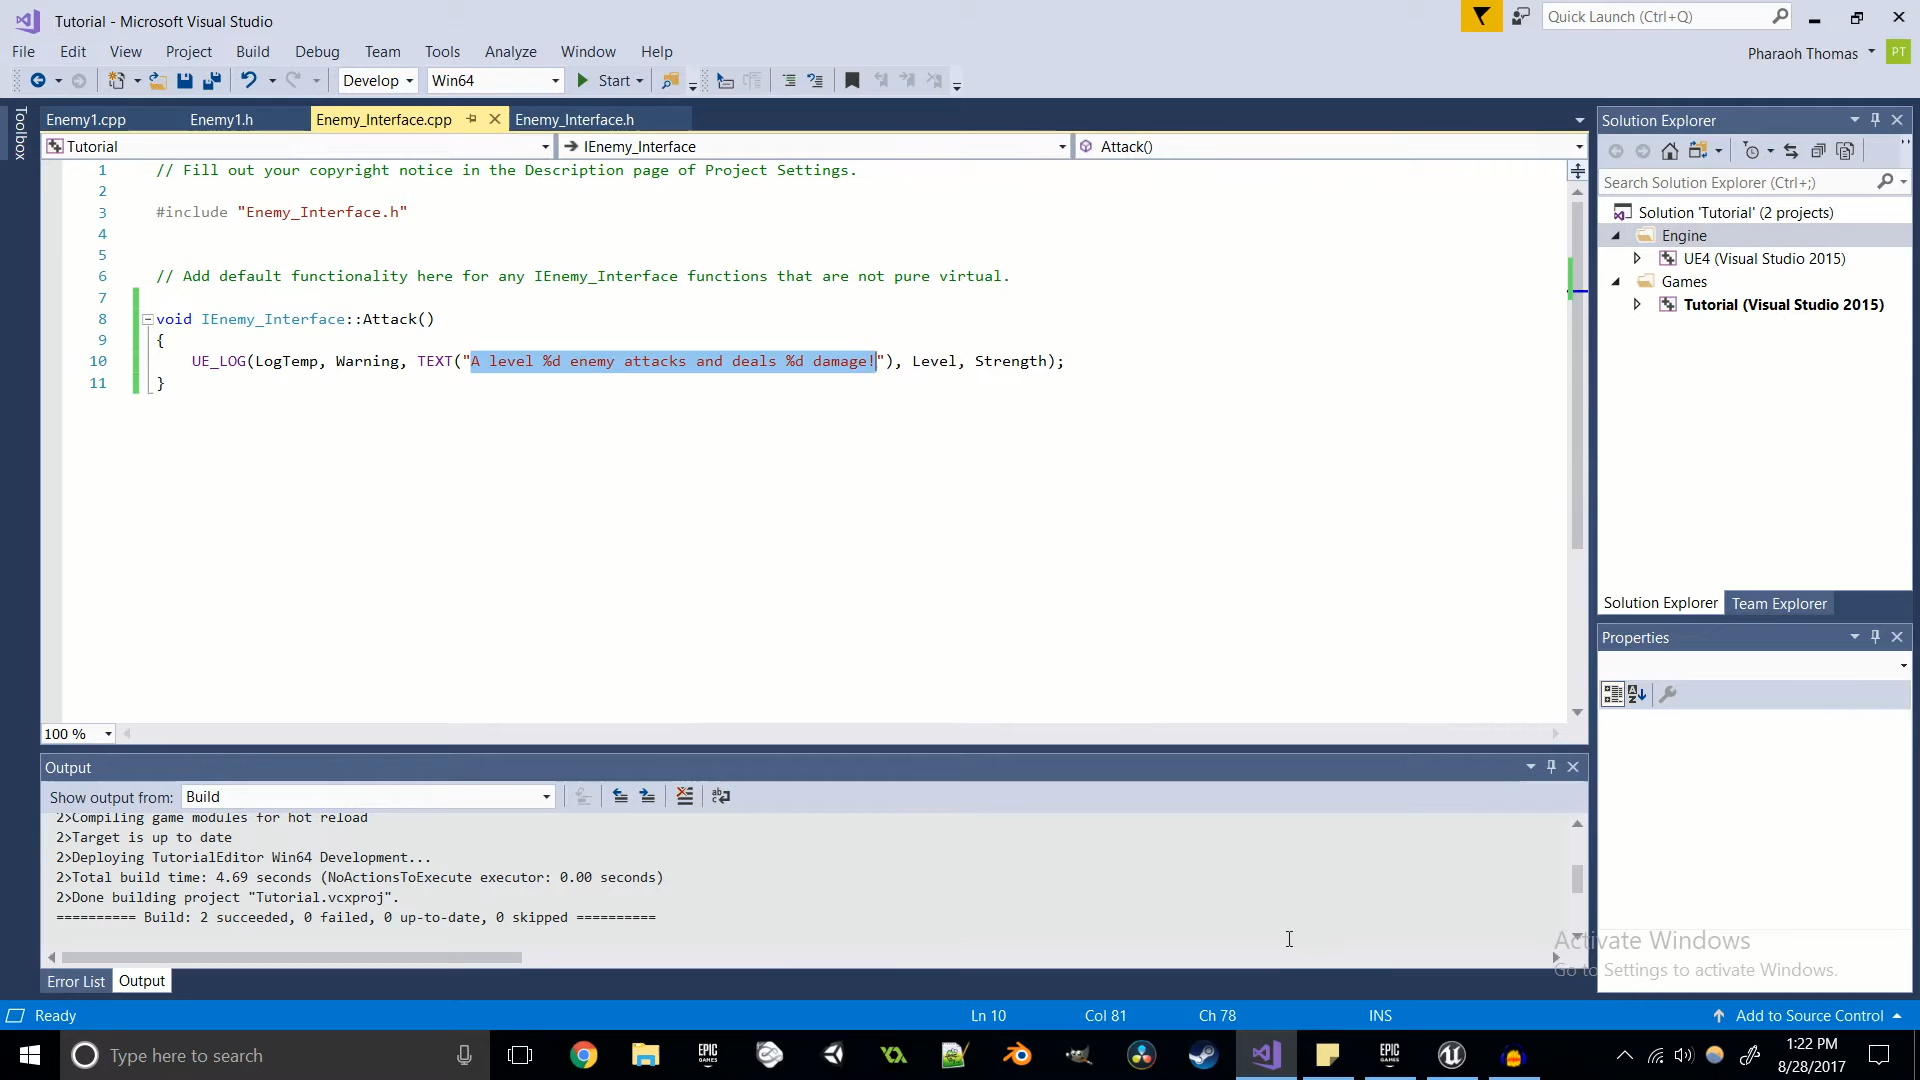 Tutorial - Microsoft Visual Studio
Quick Launch (Ctrl+Q)
File Edit View Project Build Debug Team Tools Analyze Window Help
Pharaoh Thomas
PT
Develop Win64 Start
Toolbox
Enemy1.cpp Enemy1.h Enemy_Interface.cpp Enemy_Interface.h
Tutorial IEnemy_Interface Attack()
1 // Fill out your copyright notice in the Description page of Project Settings.
2
3 #include "Enemy_Interface.h"
4
5
6 // Add default functionality here for any IEnemy_Interface functions that are not pure virtual.
7
8 void IEnemy_Interface::Attack()
9 {
10 UE_LOG(LogTemp, Warning, TEXT("A level %d enemy attacks and deals %d damage!"), Level, Strength);
11 }
100 %
Solution Explorer
Search Solution Explorer (Ctrl+;)
Solution 'Tutorial' (2 projects)
Engine
UE4 (Visual Studio 2015)
Games
Tutorial (Visual Studio 2015)
Solution Explorer Team Explorer
Properties
Output
Show output from: Build
2>Compiling game modules for hot reload
2>Target is up to date
2>Deploying TutorialEditor Win64 Development...
2>Total build time: 4.69 seconds (NoActionsToExecute executor: 0.00 seconds)
2>Done building project "Tutorial.vcxproj".
========== Build: 2 succeeded, 0 failed, 0 up-to-date, 0 skipped ==========
Activate Windows
Go to Settings to activate Windows.
Error List Output
Ready Ln 10 Col 81 Ch 78 INS Add to Source Control
Type here to search
EPIC GAMES
EPIC GAMES
1:22 PM
8/28/2017